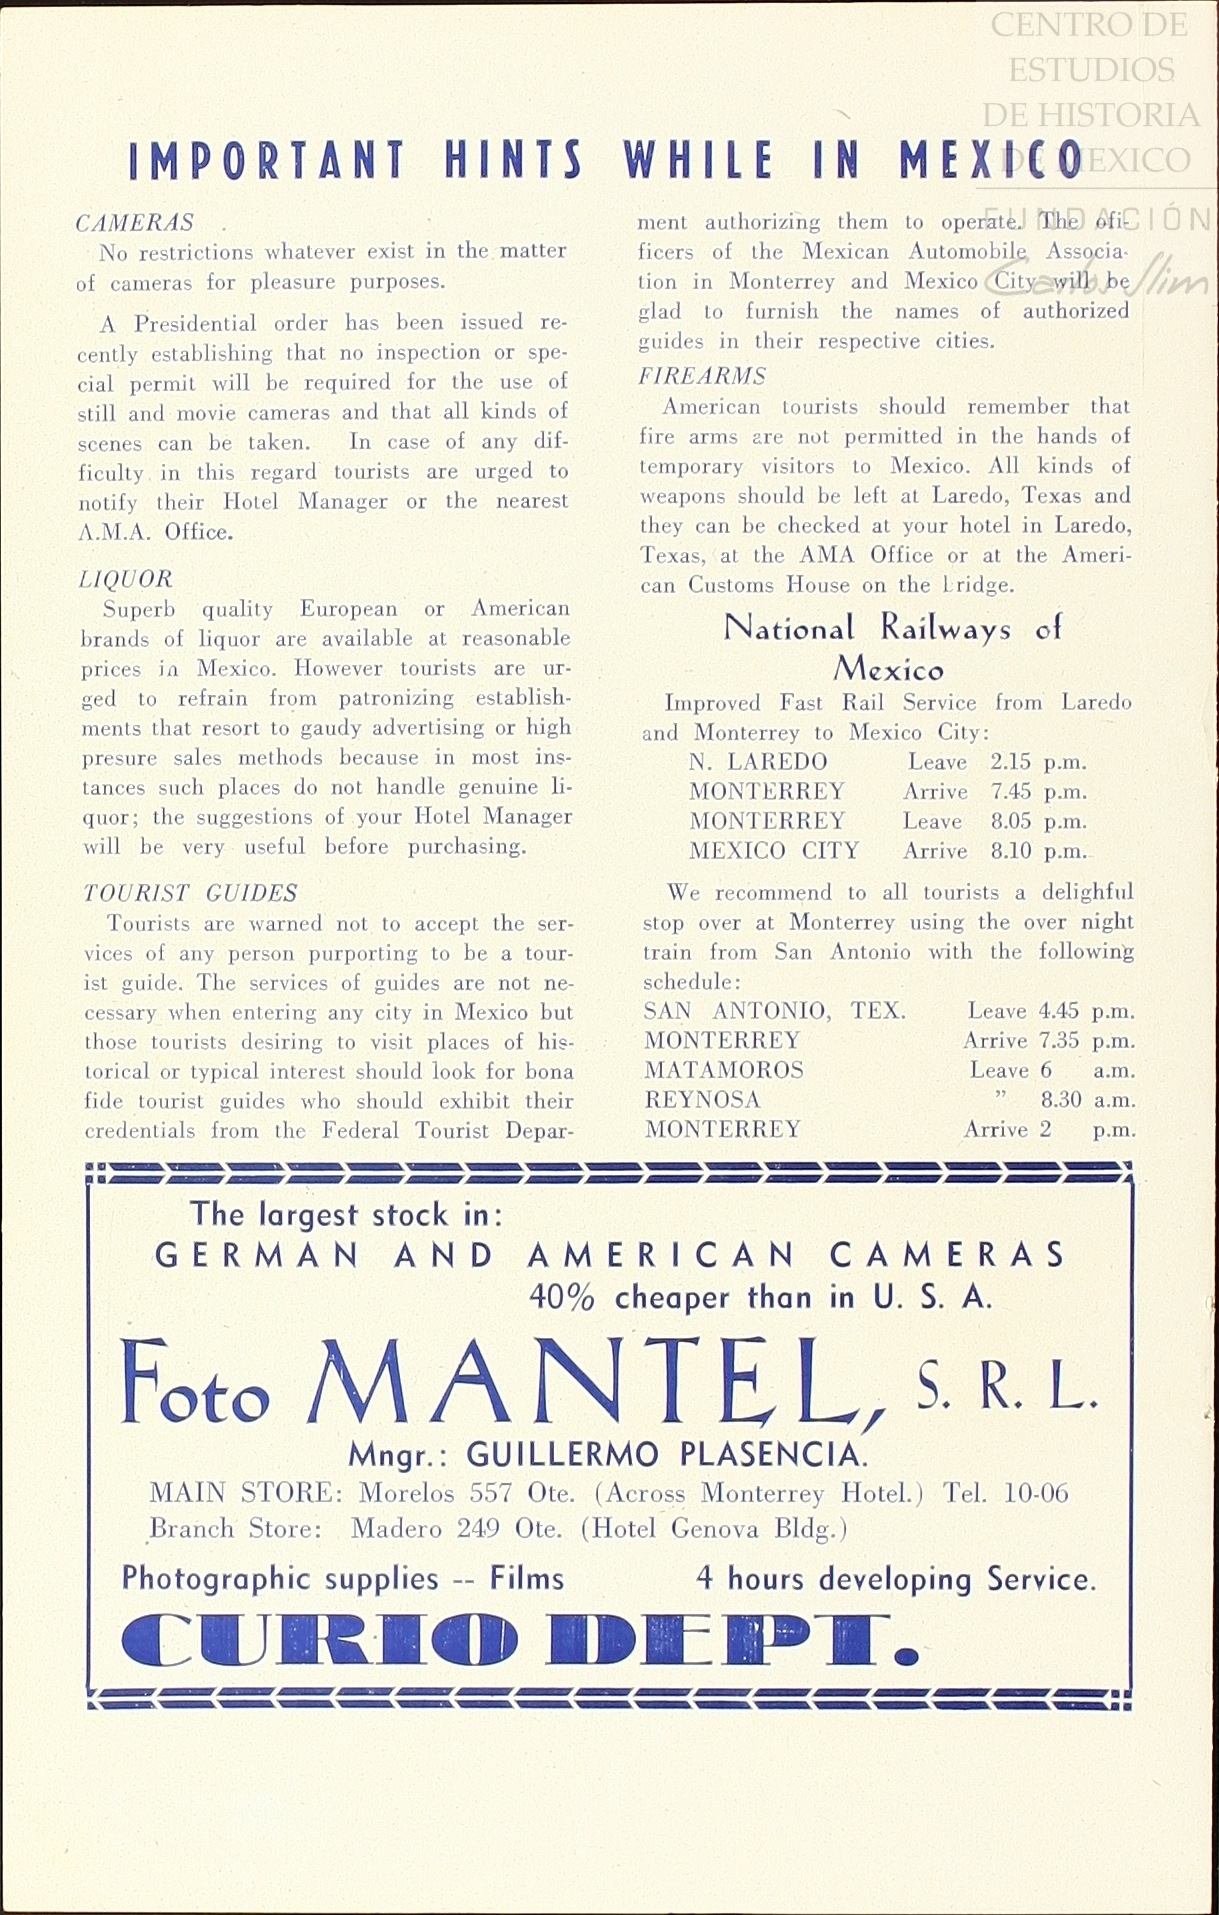 CENTRO DE
ESTUDIOS
DE HISTORIA
DE MEXICO
FUNDACIÓN
Carlos Slim
IMPORTANT HINTS WHILE IN MEXICO
CAMERAS
No restrictions whatever exist in the matter
of cameras for pleasure purposes.
A Presidential order has been issued re-
cently establishing that no inspection or spe-
cial permit will be required for the use of
still and movie cameras and that all kinds of
scenes can be taken. In case of any dif-
ficulty in this regard tourists are urged to
notify their Hotel Manager or the nearest
A.M.A. Office.
LIQUOR
Superb quality European or American
brands of liquor are available at reasonable
prices in Mexico. However tourists are ur-
ged to refrain from patronizing establish-
ments that resort to gaudy advertising or high
presure sales methods because in most ins-
tances such places do not handle genuine li-
quor; the suggestions of your Hotel Manager
will be very useful before purchasing.
TOURIST GUIDES
Tourists are warned not to accept the ser-
vices of any person purporting to be a tour-
ist guide. The services of guides are not ne-
cessary when entering any city in Mexico but
those tourists desiring to visit places of his-
torical or typical interest should look for bona
fide tourist guides who should exhibit their
credentials from the Federal Tourist Depar-
ment authorizing them to operate. The ofi-
ficers of the Mexican Automobile Associa-
tion in Monterrey and Mexico City will be
glad to furnish the names of authorized
guides in their respective cities.
FIREARMS
American tourists should remember that
fire arms are not permitted in the hands of
temporary visitors to Mexico. All kinds of
weapons should be left at Laredo, Texas and
they can be checked at your hotel in Laredo,
Texas, at the AMA Office or at the Ameri-
can Customs House on the bridge.
National Railways of
Mexico
Improved Fast Rail Service from Laredo
and Monterrey to Mexico City:
N. LAREDO Leave 2.15 p.m.
MONTERREY Arrive 7.45 p.m.
MONTERREY Leave 8.05 p.m.
MEXICO CITY Arrive 8.10 p.m.
We recommend to all tourists a delighful
stop over at Monterrey using the over night
train from San Antonio with the following
schedule:
SAN ANTONIO, TEX. Leave 4.45 p.m.
MONTERREY Arrive 7.35 p.m.
MATAMOROS Leave 6 a.m.
REYNOSA ” 8.30 a.m.
MONTERREY Arrive 2 p.m.
The largest stock in:
GERMAN AND AMERICAN CAMERAS
40% cheaper than in U. S. A.
Foto MANTEL, S. R. L.
Mngr.: GUILLERMO PLASENCIA.
MAIN STORE: Morelos 557 Ote. (Across Monterrey Hotel.) Tel. 10-06
Branch Store: Madero 249 Ote. (Hotel Genova Bldg.)
Photographic supplies -- Films 4 hours developing Service.
CURIO DEPT.